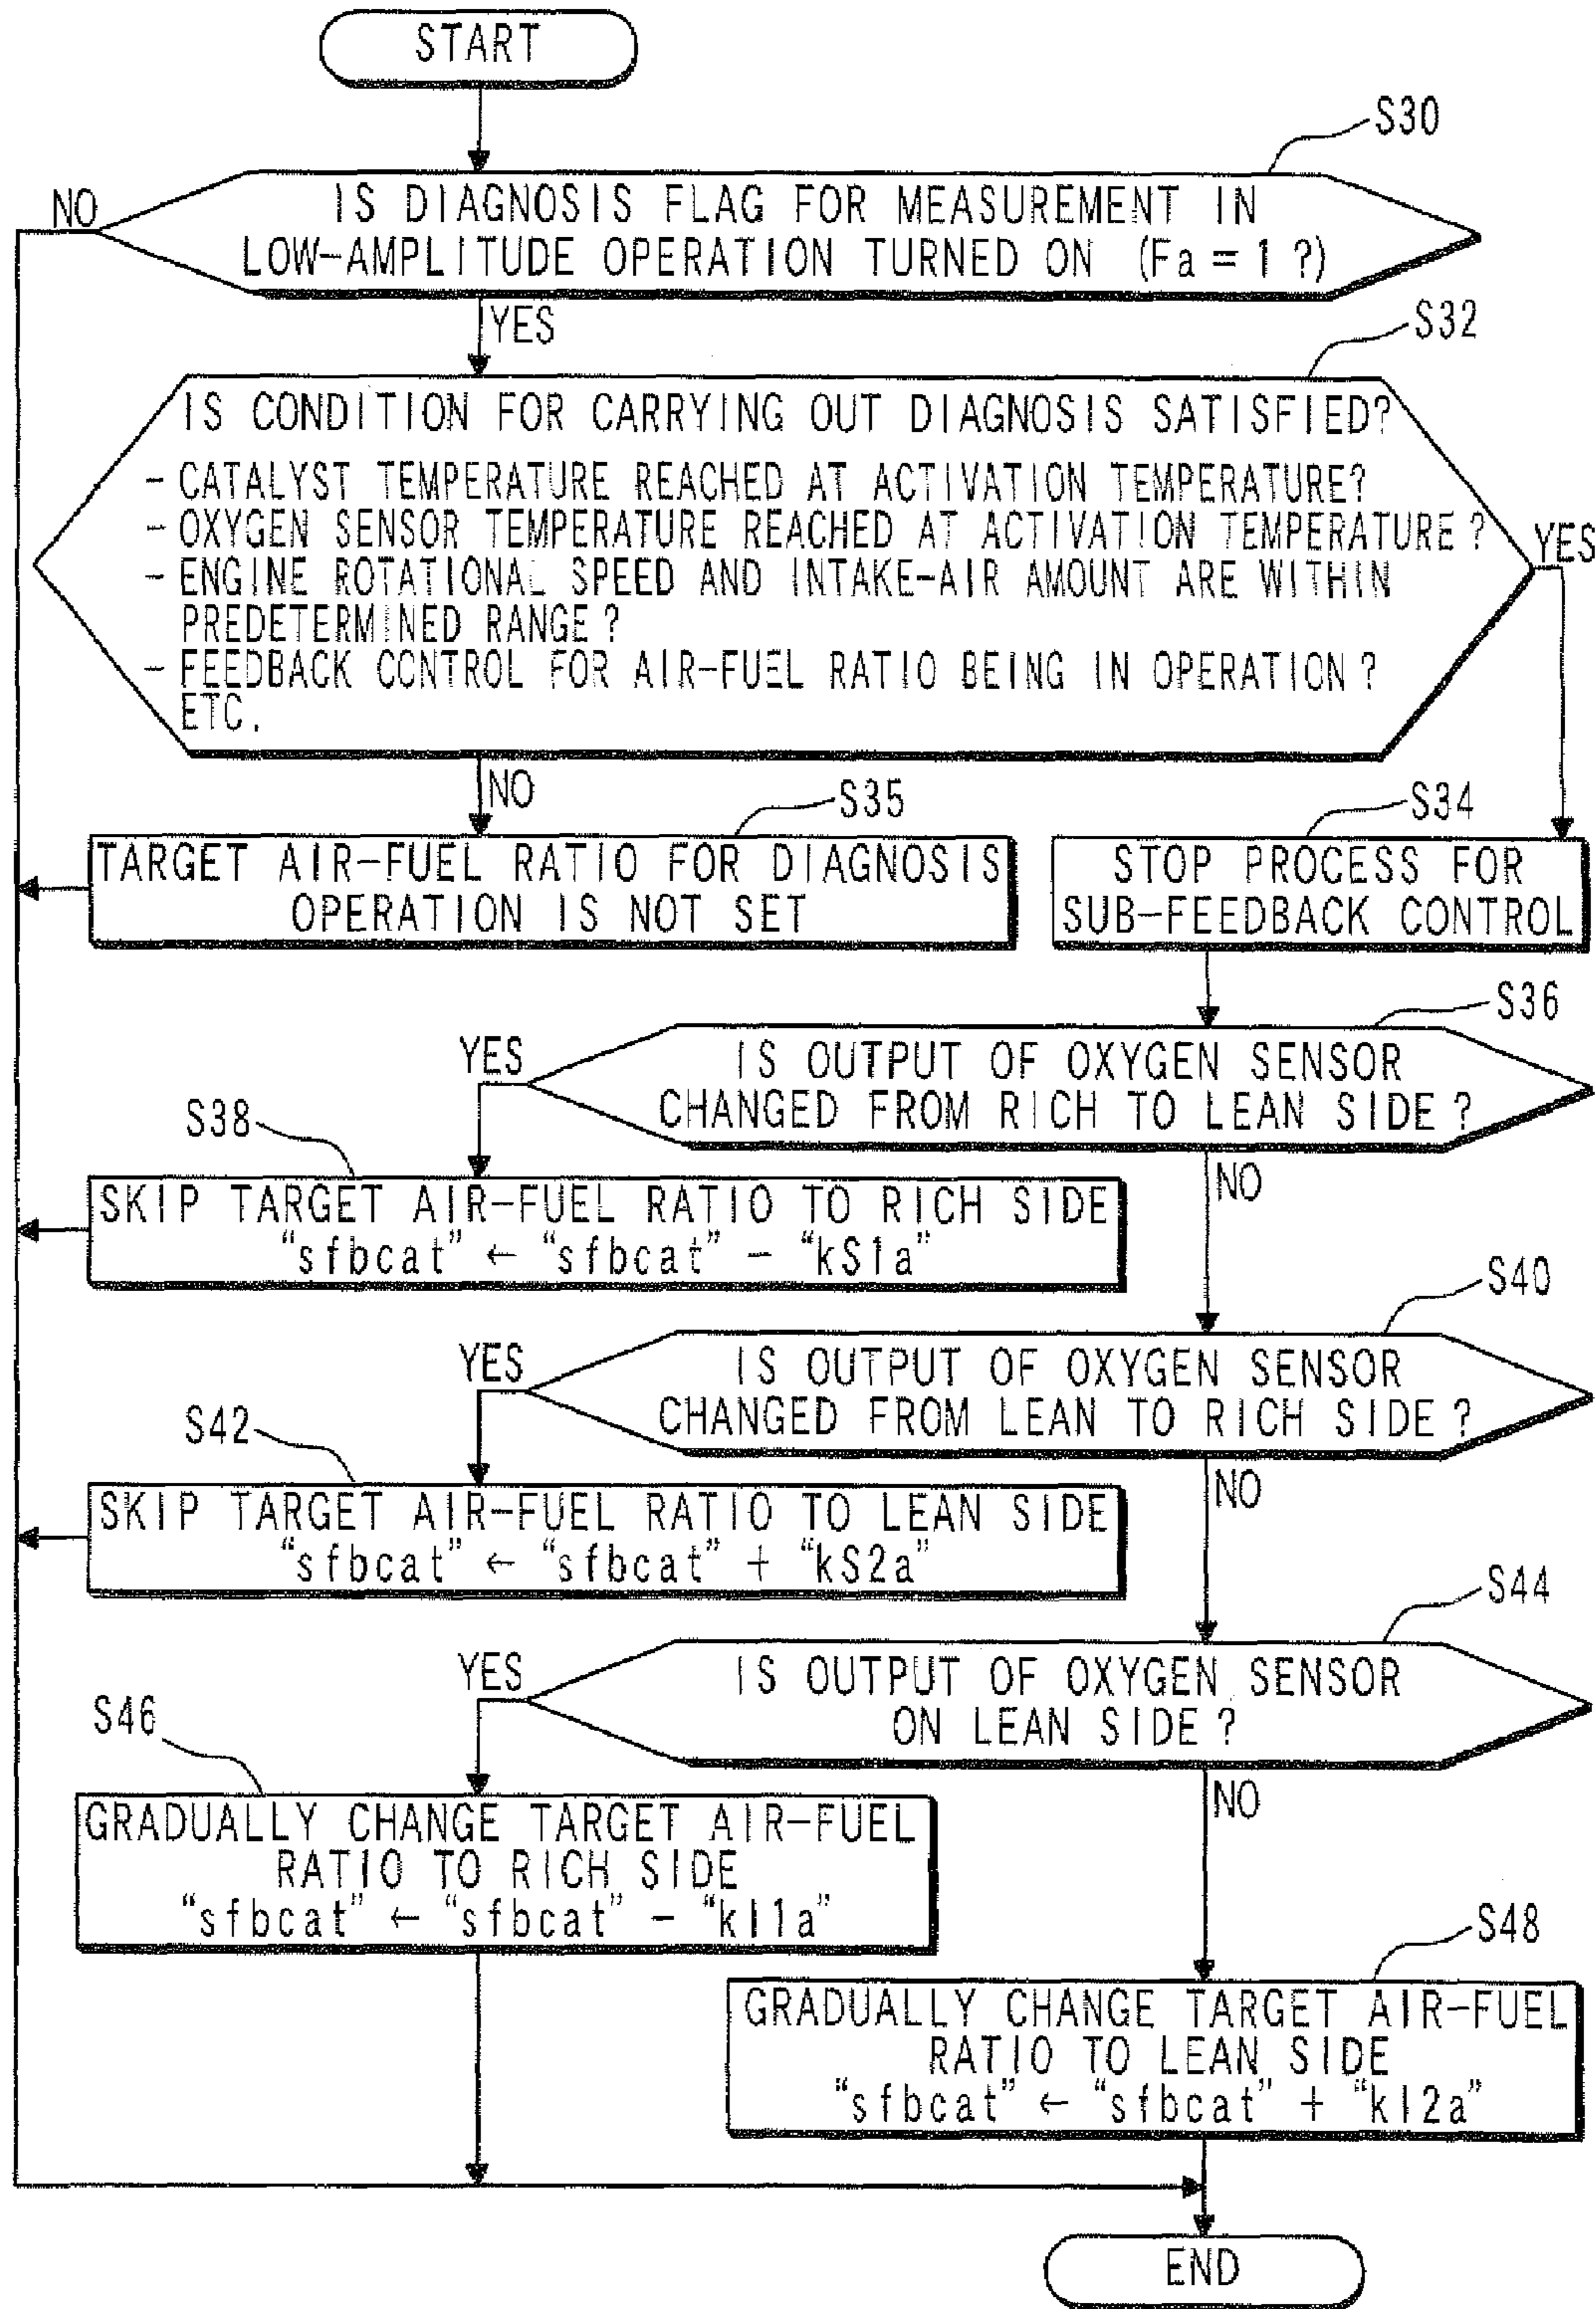 START
S30
NO
IS DIAGNOSIS FLAG FOR MEASUREMENT IN
LOW-AMPLITUDE OPERATION TURNED ON (Fa = 1 ?)
YES
S32
IS CONDITION FOR CARRYING OUT DIAGNOSIS SATISFIED?
- CATALYST TEMPERATURE REACHED AT ACTIVATION TEMPERATURE?
- OXYGEN SENSOR TEMPERATURE REACHED AT ACTIVATION TEMPERATURE?
- ENGINE ROTATIONAL SPEED AND INTAKE-AIR AMOUNT ARE WITHIN
PREDETERMINED RANGE?
- FEEDBACK CONTROL FOR AIR-FUEL RATIO BEING IN OPERATION?
ETC.
YES
NO
S35
TARGET AIR-FUEL RATIO FOR DIAGNOSIS
OPERATION IS NOT SET
S34
STOP PROCESS FOR
SUB-FEEDBACK CONTROL
S36
YES
IS OUTPUT OF OXYGEN SENSOR
CHANGED FROM RICH TO LEAN SIDE?
NO
S38
SKIP TARGET AIR-FUEL RATIO TO RICH SIDE
“sfbcat” ← “sfbcat” - “kS1a”
S40
YES
IS OUTPUT OF OXYGEN SENSOR
CHANGED FROM LEAN TO RICH SIDE?
NO
S42
SKIP TARGET AIR-FUEL RATIO TO LEAN SIDE
“sfbcat” ← “sfbcat” + “kS2a”
S44
YES
IS OUTPUT OF OXYGEN SENSOR
ON LEAN SIDE?
NO
S46
GRADUALLY CHANGE TARGET AIR-FUEL
RATIO TO RICH SIDE
“sfbcat” ← “sfbcat” - “kI1a”
S48
GRADUALLY CHANGE TARGET AIR-FUEL
RATIO TO LEAN SIDE
“sfbcat” ← “sfbcat” + “kI2a”
END